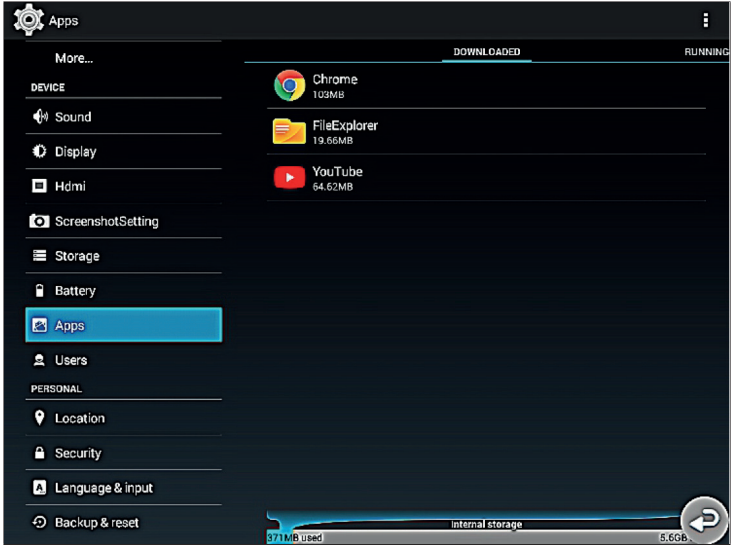 Apps
More...
DEVICE
Sound
Display
Hdmi
ScreenshotSetting
Storage
Battery
Apps
Users
PERSONAL
Location
Security
Language & input
Backup & reset
DOWNLOADED
RUNNING
Chrome
103MB
FileExplorer
19.66MB
YouTube
64.62MB
Internal storage
371MB used
5.6GB